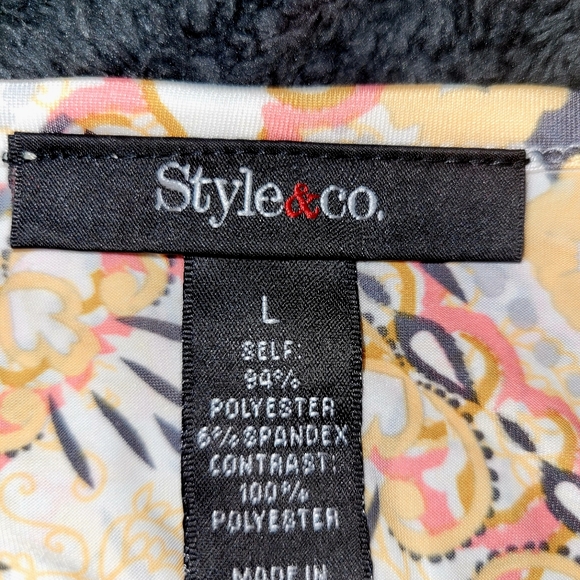 Style&co.
L
SELF:
94%
POLYESTER
6% SPANDEX
CONTRAST:
100%
POLYESTER
MADE IN